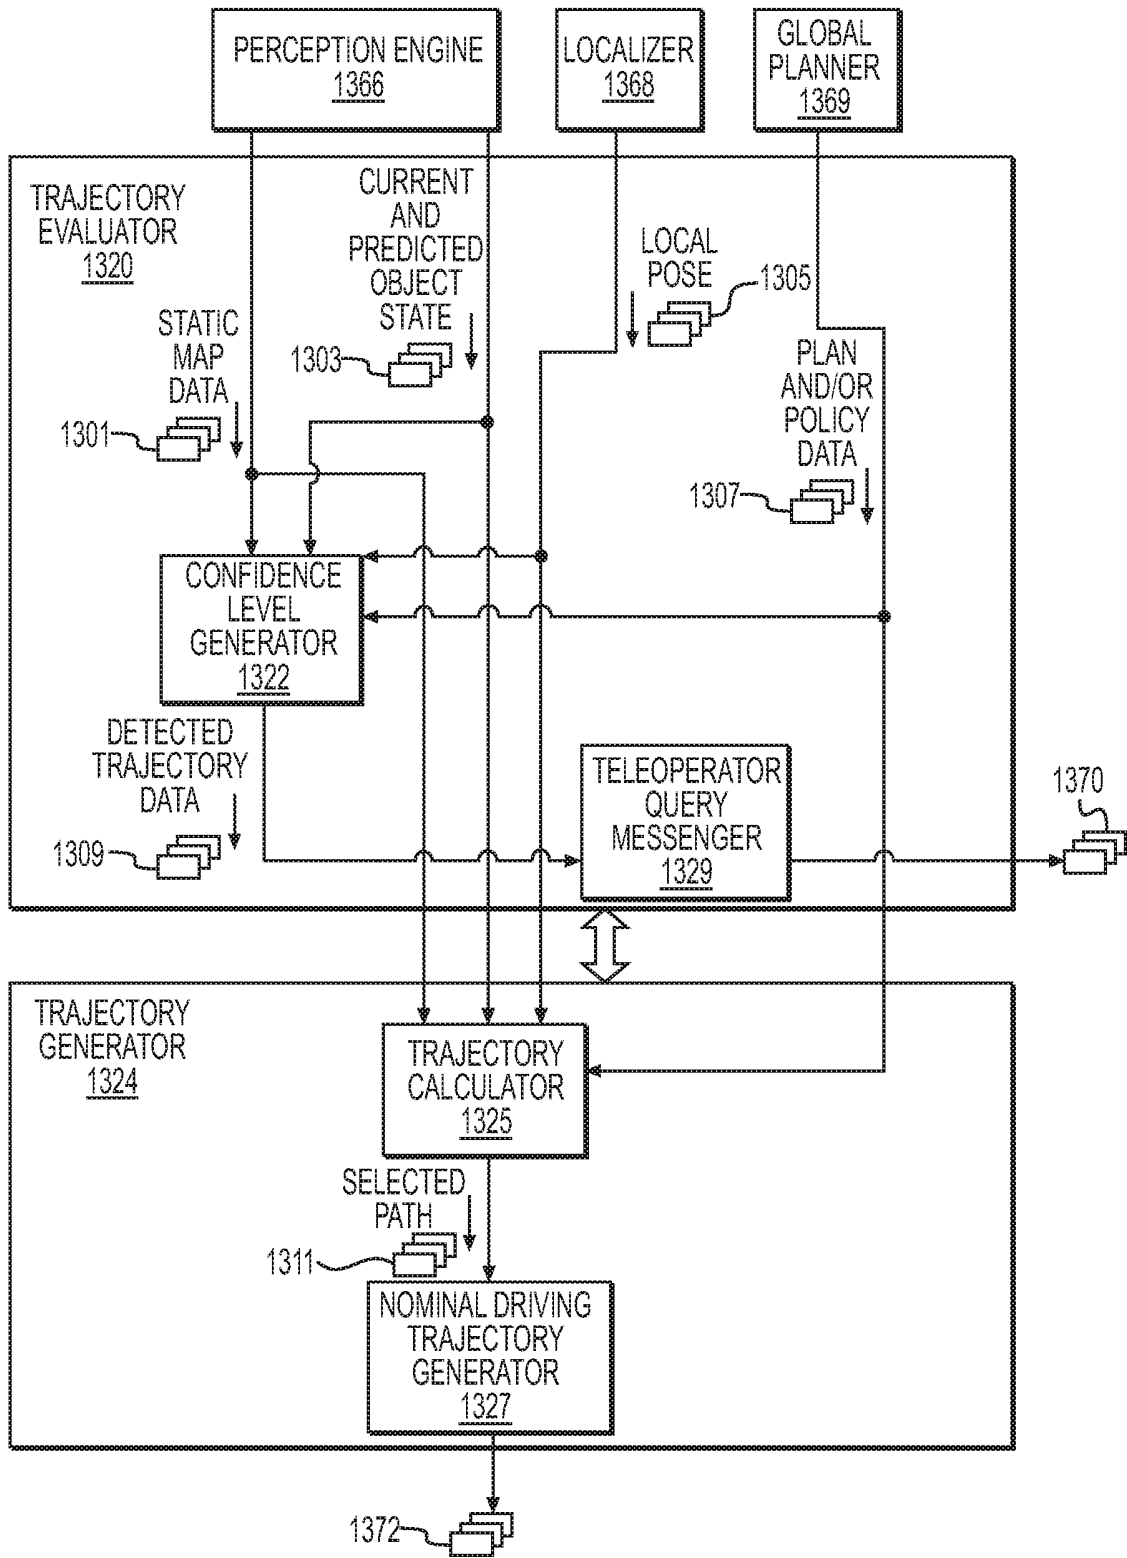 PERCEPTION ENGINE
1366
LOCALIZER
1368
GLOBAL
PLANNER
1369
TRAJECTORY
EVALUATOR
1320
CURRENT
AND
PREDICTED
OBJECT
STATE
1303
LOCAL
POSE
1305
STATIC
MAP
DATA
1301
PLAN
AND/OR
POLICY
DATA
1307
CONFIDENCE
LEVEL
GENERATOR
1322
DETECTED
TRAJECTORY
DATA
1309
TELEOPERATOR
QUERY
MESSENGER
1329
1370
TRAJECTORY
GENERATOR
1324
TRAJECTORY
CALCULATOR
1325
SELECTED
PATH
1311
NOMINAL DRIVING
TRAJECTORY
GENERATOR
1327
1372